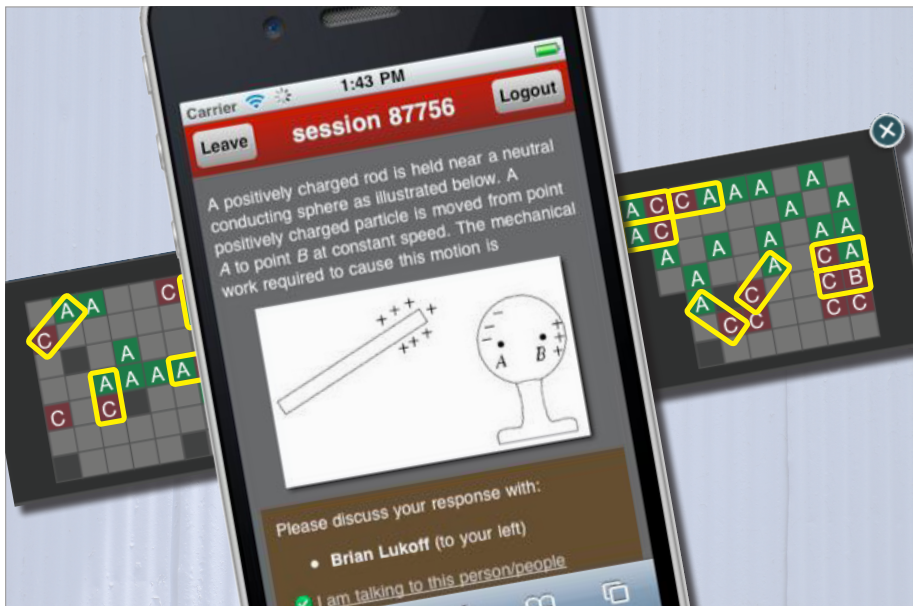 Carrier 1:43 PM
Leave session 87756 Logout
A positively charged rod is held near a neutral
conducting sphere as illustrated below. A
positively charged particle is moved from point
A to point B at constant speed. The mechanical
work required to cause this motion is
+ + + +
+ + +
− − − + + +
A B
Please discuss your response with:
• Brian Lukoff (to your left)
I am talking to this person/people
A A C
C
A
A A A A
C C
A C C A A A A
A C A A
A A A A A
A A C A
A C C B
C C C C